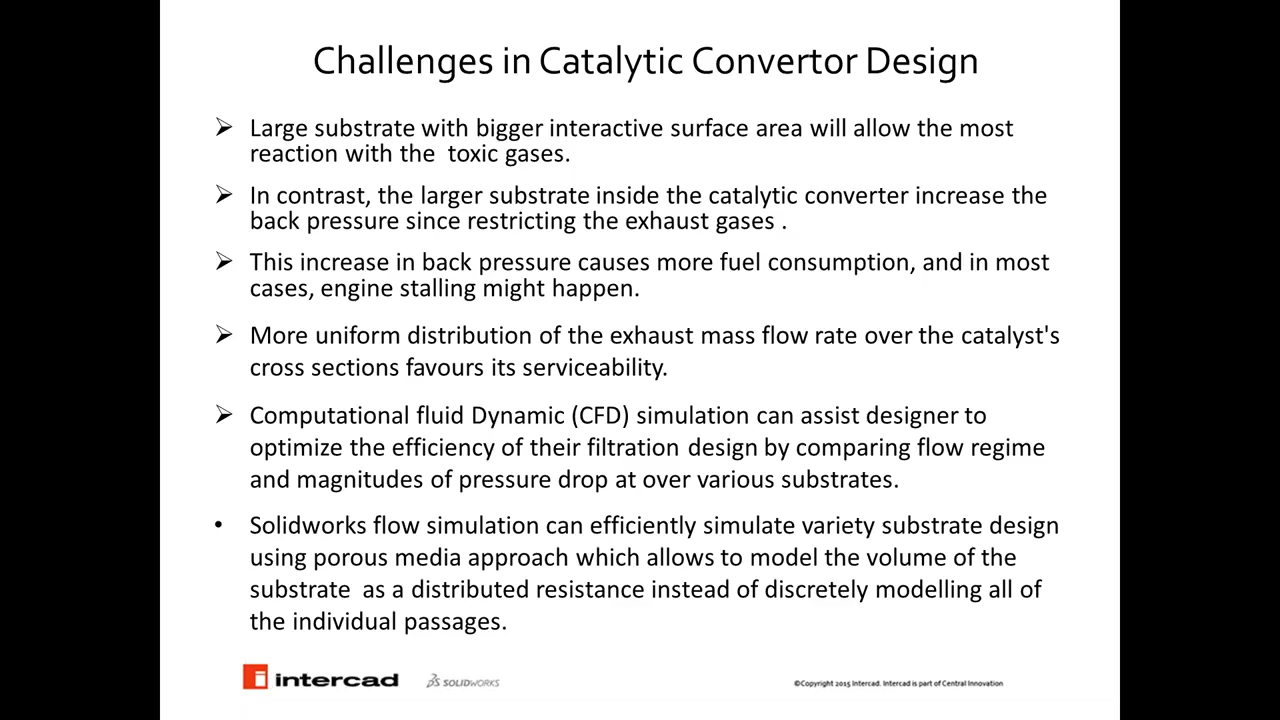 Challenges in Catalytic Convertor Design
Large substrate with bigger interactive surface area will allow the most
reaction with the toxic gases.
In contrast, the larger substrate inside the catalytic converter increase the
back pressure since restricting the exhaust gases .
This increase in back pressure causes more fuel consumption, and in most
cases, engine stalling might happen.
More uniform distribution of the exhaust mass flow rate over the catalyst's
cross sections favours its serviceability.
Computational fluid Dynamic (CFD) simulation can assist designer to
optimize the efficiency of their filtration design by comparing flow regime
and magnitudes of pressure drop at over various substrates.
Solidworks flow simulation can efficiently simulate variety substrate design
using porous media approach which allows to model the volume of the
substrate as a distributed resistance instead of discretely modelling all of
the individual passages.
intercad SOLIDWORKS ©Copyright 2015 Intercad. Intercad is part of Central Innovation